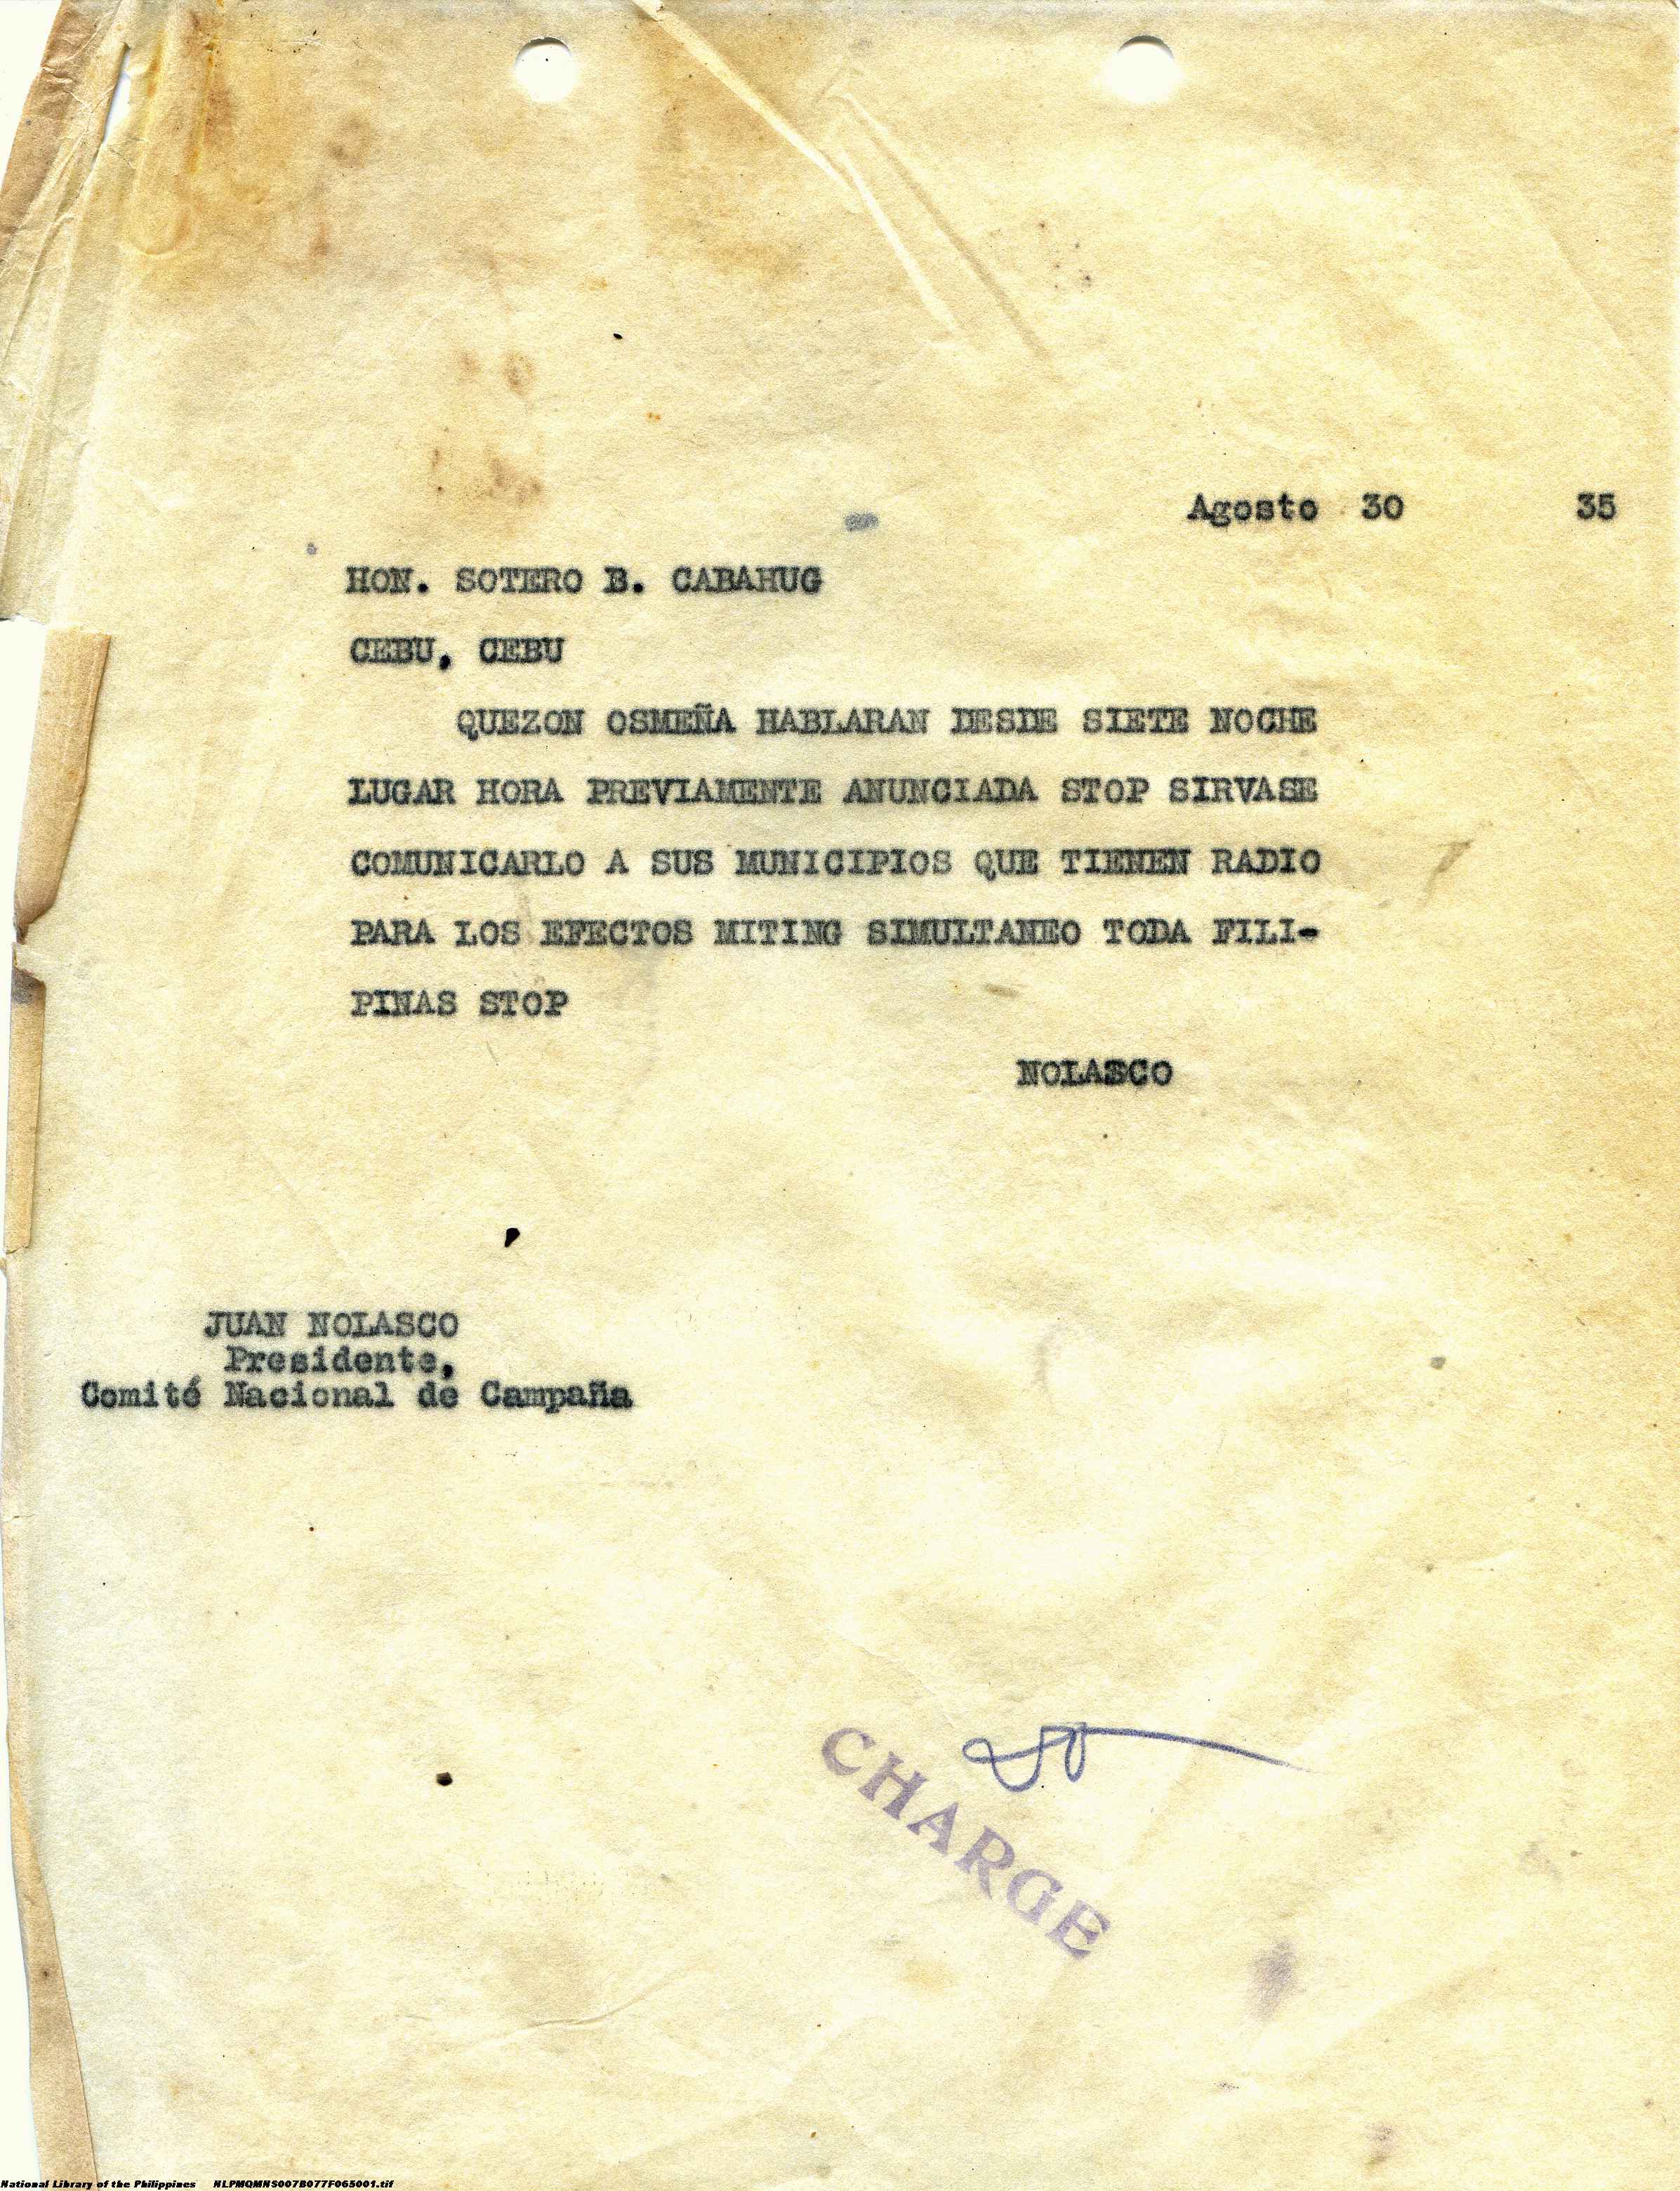 Agosto 30 35
HON. SOTERO B. CABAHUG
CEBU, CEBU
QUEZON OSMEÑA HABLARAN DESDE SIETE NOCHE
LUGAR HORA PREVIAMENTE ANUNCIADA STOP SIRVASE
COMUNICARLO A SUS MUNICIPIOS QUE TIENEN RADIO
PARA LOS EFECTOS MITING SIMULTANEO TODA FILI-
PINAS STOP
NOLASCO
JUAN NOLASCO
Presidente,
Comité Nacional de Campaña
CHARGE
National Library of the Philippines NLPMQMNS007B077F065001.tif